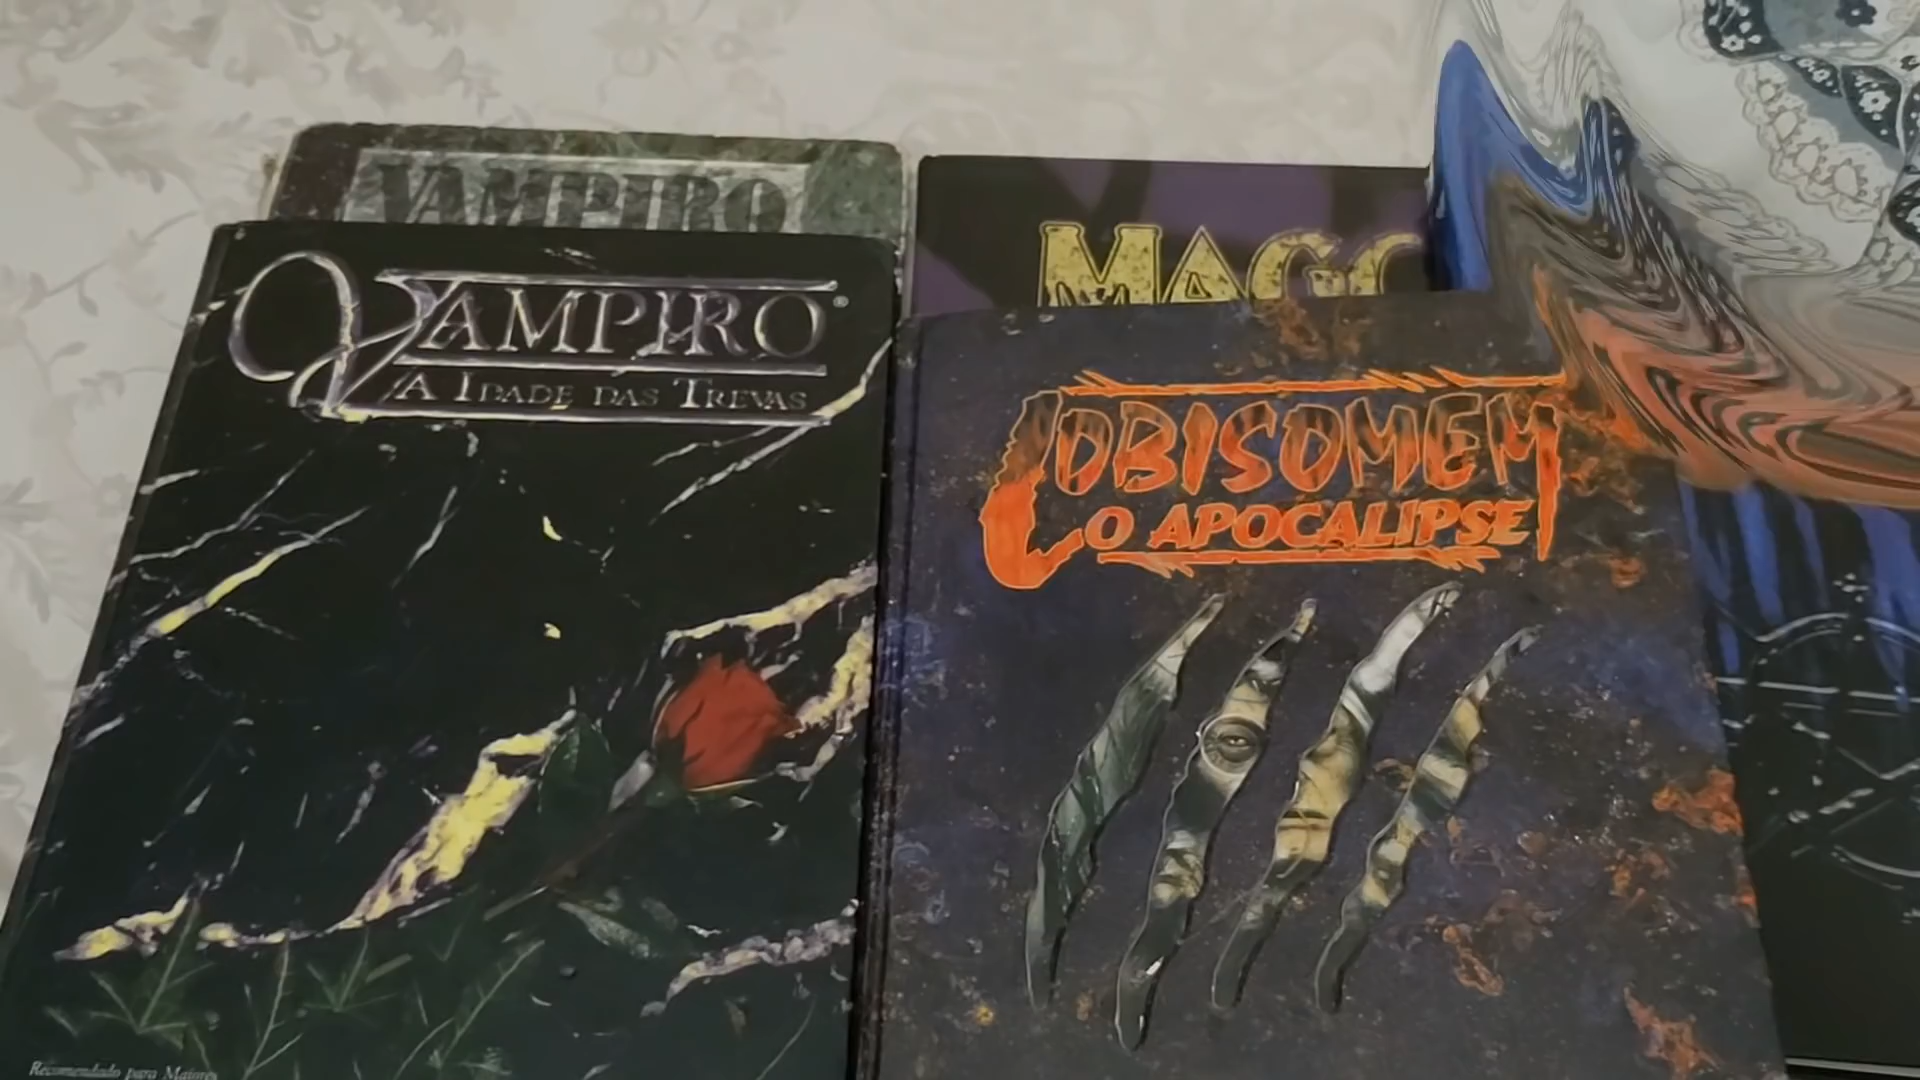 VAMPIRO
VAMPIRO®
A IDADE DAS TREVAS
MAGO
LOBISOMEM
O APOCALIPSE
Recomendado para Maiores